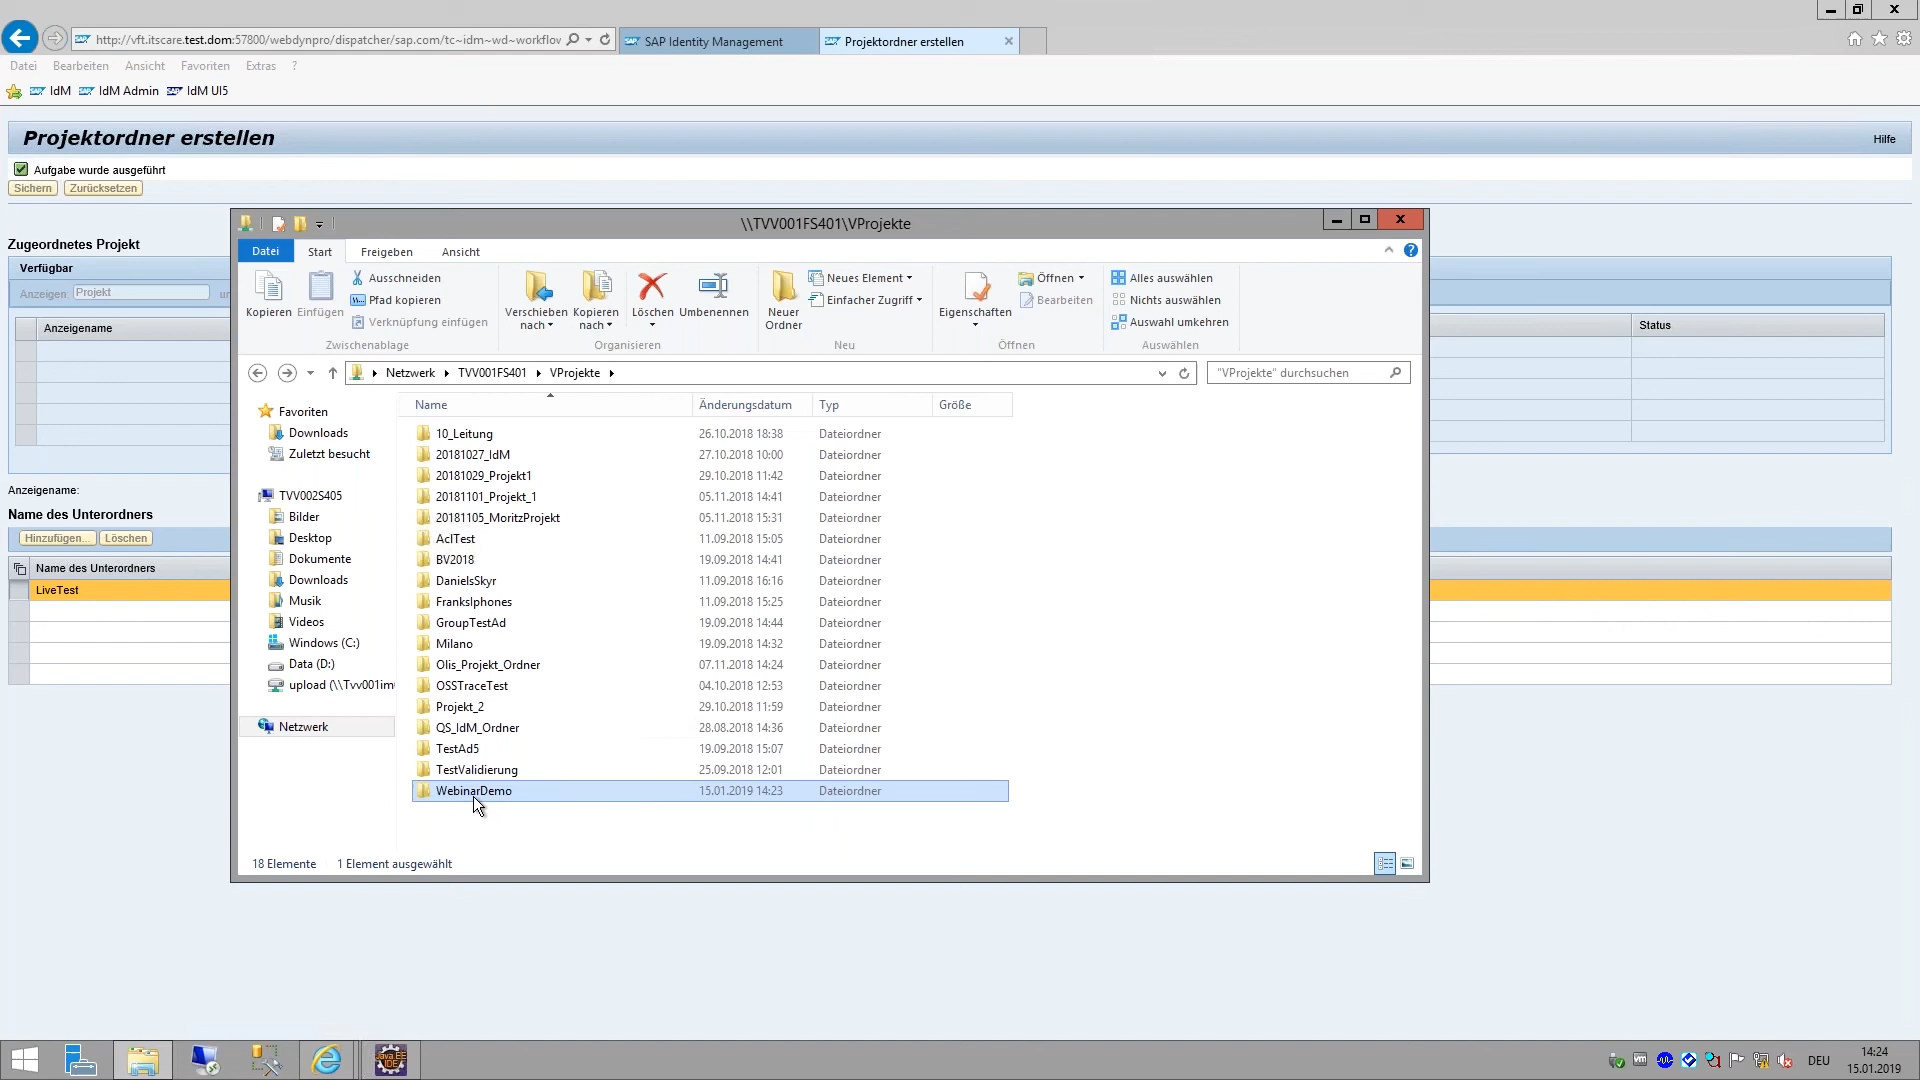 http://vft.itscare.test.dom:57800/webdynpro/dispatcher/sap.com/tc~idm~wd~workflov
SAP Identity Management
Projektordner erstellen
Datei Bearbeiten Ansicht Favoriten Extras ?
IdM IdM Admin IdM UI5
Projektordner erstellen
Hilfe
Aufgabe wurde ausgeführt
Sichern Zurücksetzen
Zugeordnetes Projekt
Verfügbar
Anzeigen: Projekt
Anzeigename
Status
Anzeigename:
Name des Unterordners
Hinzufügen... Löschen
Name des Unterordners
LiveTest
\\TVV001FS401\VProjekte
Datei Start Freigeben Ansicht
Kopieren
Einfügen
Ausschneiden
Pfad kopieren
Verknüpfung einfügen
Zwischenablage
Verschieben nach
Kopieren nach
Löschen
Umbenennen
Organisieren
Neuer Ordner
Neues Element
Einfacher Zugriff
Neu
Eigenschaften
Öffnen
Bearbeiten
Öffnen
Alles auswählen
Nichts auswählen
Auswahl umkehren
Auswählen
Netzwerk TVV001FS401 VProjekte
"VProjekte" durchsuchen
Favoriten
Downloads
Zuletzt besucht
TVV002S405
Bilder
Desktop
Dokumente
Downloads
Musik
Videos
Windows (C:)
Data (D:)
upload (\\Tvv001im
Netzwerk
Name Änderungsdatum Typ Größe
10_Leitung 26.10.2018 18:38 Dateiordner
20181027_IdM 27.10.2018 10:00 Dateiordner
20181029_Projekt1 29.10.2018 11:42 Dateiordner
20181101_Projekt_1 05.11.2018 14:41 Dateiordner
20181105_MoritzProjekt 05.11.2018 15:31 Dateiordner
AclTest 11.09.2018 15:05 Dateiordner
BV2018 19.09.2018 14:41 Dateiordner
DanielsSkyr 11.09.2018 16:16 Dateiordner
FranksIphones 11.09.2018 15:25 Dateiordner
GroupTestAd 19.09.2018 14:44 Dateiordner
Milano 19.09.2018 14:32 Dateiordner
Olis_Projekt_Ordner 07.11.2018 14:24 Dateiordner
OSSTraceTest 04.10.2018 12:53 Dateiordner
Projekt_2 29.10.2018 11:59 Dateiordner
QS_IdM_Ordner 28.08.2018 14:36 Dateiordner
TestAd5 19.09.2018 15:07 Dateiordner
TestValidierung 25.09.2018 12:01 Dateiordner
WebinarDemo 15.01.2019 14:23 Dateiordner
18 Elemente 1 Element ausgewählt
Java EE IDE
DEU
14:24
15.01.2019